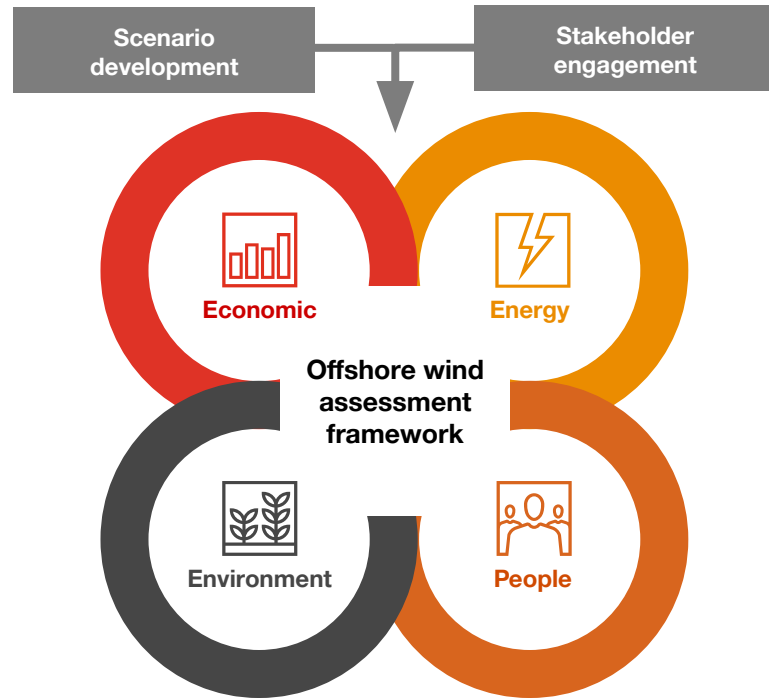 Scenario
development
Stakeholder
engagement
Economic
Energy
Offshore wind
assessment
framework
Environment
People